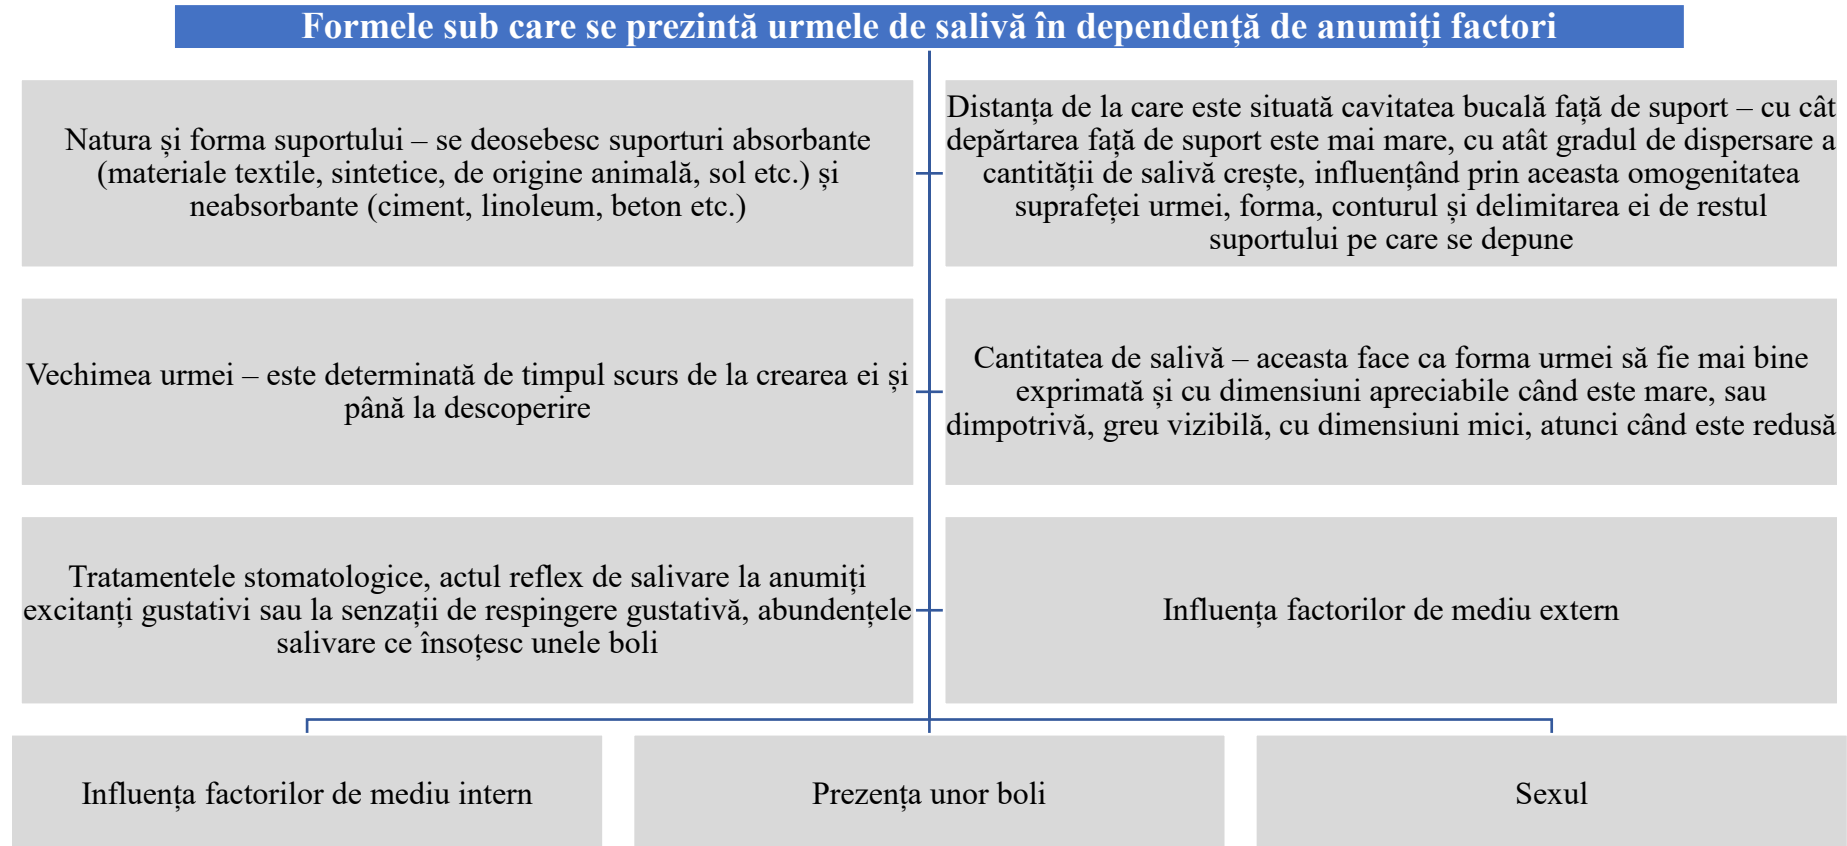 Formele sub care se prezintă urmele de salivă în dependență de anumiți factori
Natura și forma suportului – se deosebesc suporturi absorbante
(materiale textile, sintetice, de origine animală, sol etc.) și
neabsorbante (ciment, linoleum, beton etc.)
Distanța de la care este situată cavitatea bucală față de suport – cu cât
depărtarea față de suport este mai mare, cu atât gradul de dispersare a
cantității de salivă crește, influențând prin aceasta omogenitatea
suprafeței urmei, forma, conturul și delimitarea ei de restul
suportului pe care se depune
Vechimea urmei – este determinată de timpul scurs de la crearea ei și
până la descoperire
Cantitatea de salivă – aceasta face ca forma urmei să fie mai bine
exprimată și cu dimensiuni apreciabile când este mare, sau
dimpotrivă, greu vizibilă, cu dimensiuni mici, atunci când este redusă
Tratamentele stomatologice, actul reflex de salivare la anumiți
excitanți gustativi sau la senzații de respingere gustativă, abundențele
salivare ce însoțesc unele boli
Influența factorilor de mediu extern
Influența factorilor de mediu intern
Prezența unor boli
Sexul